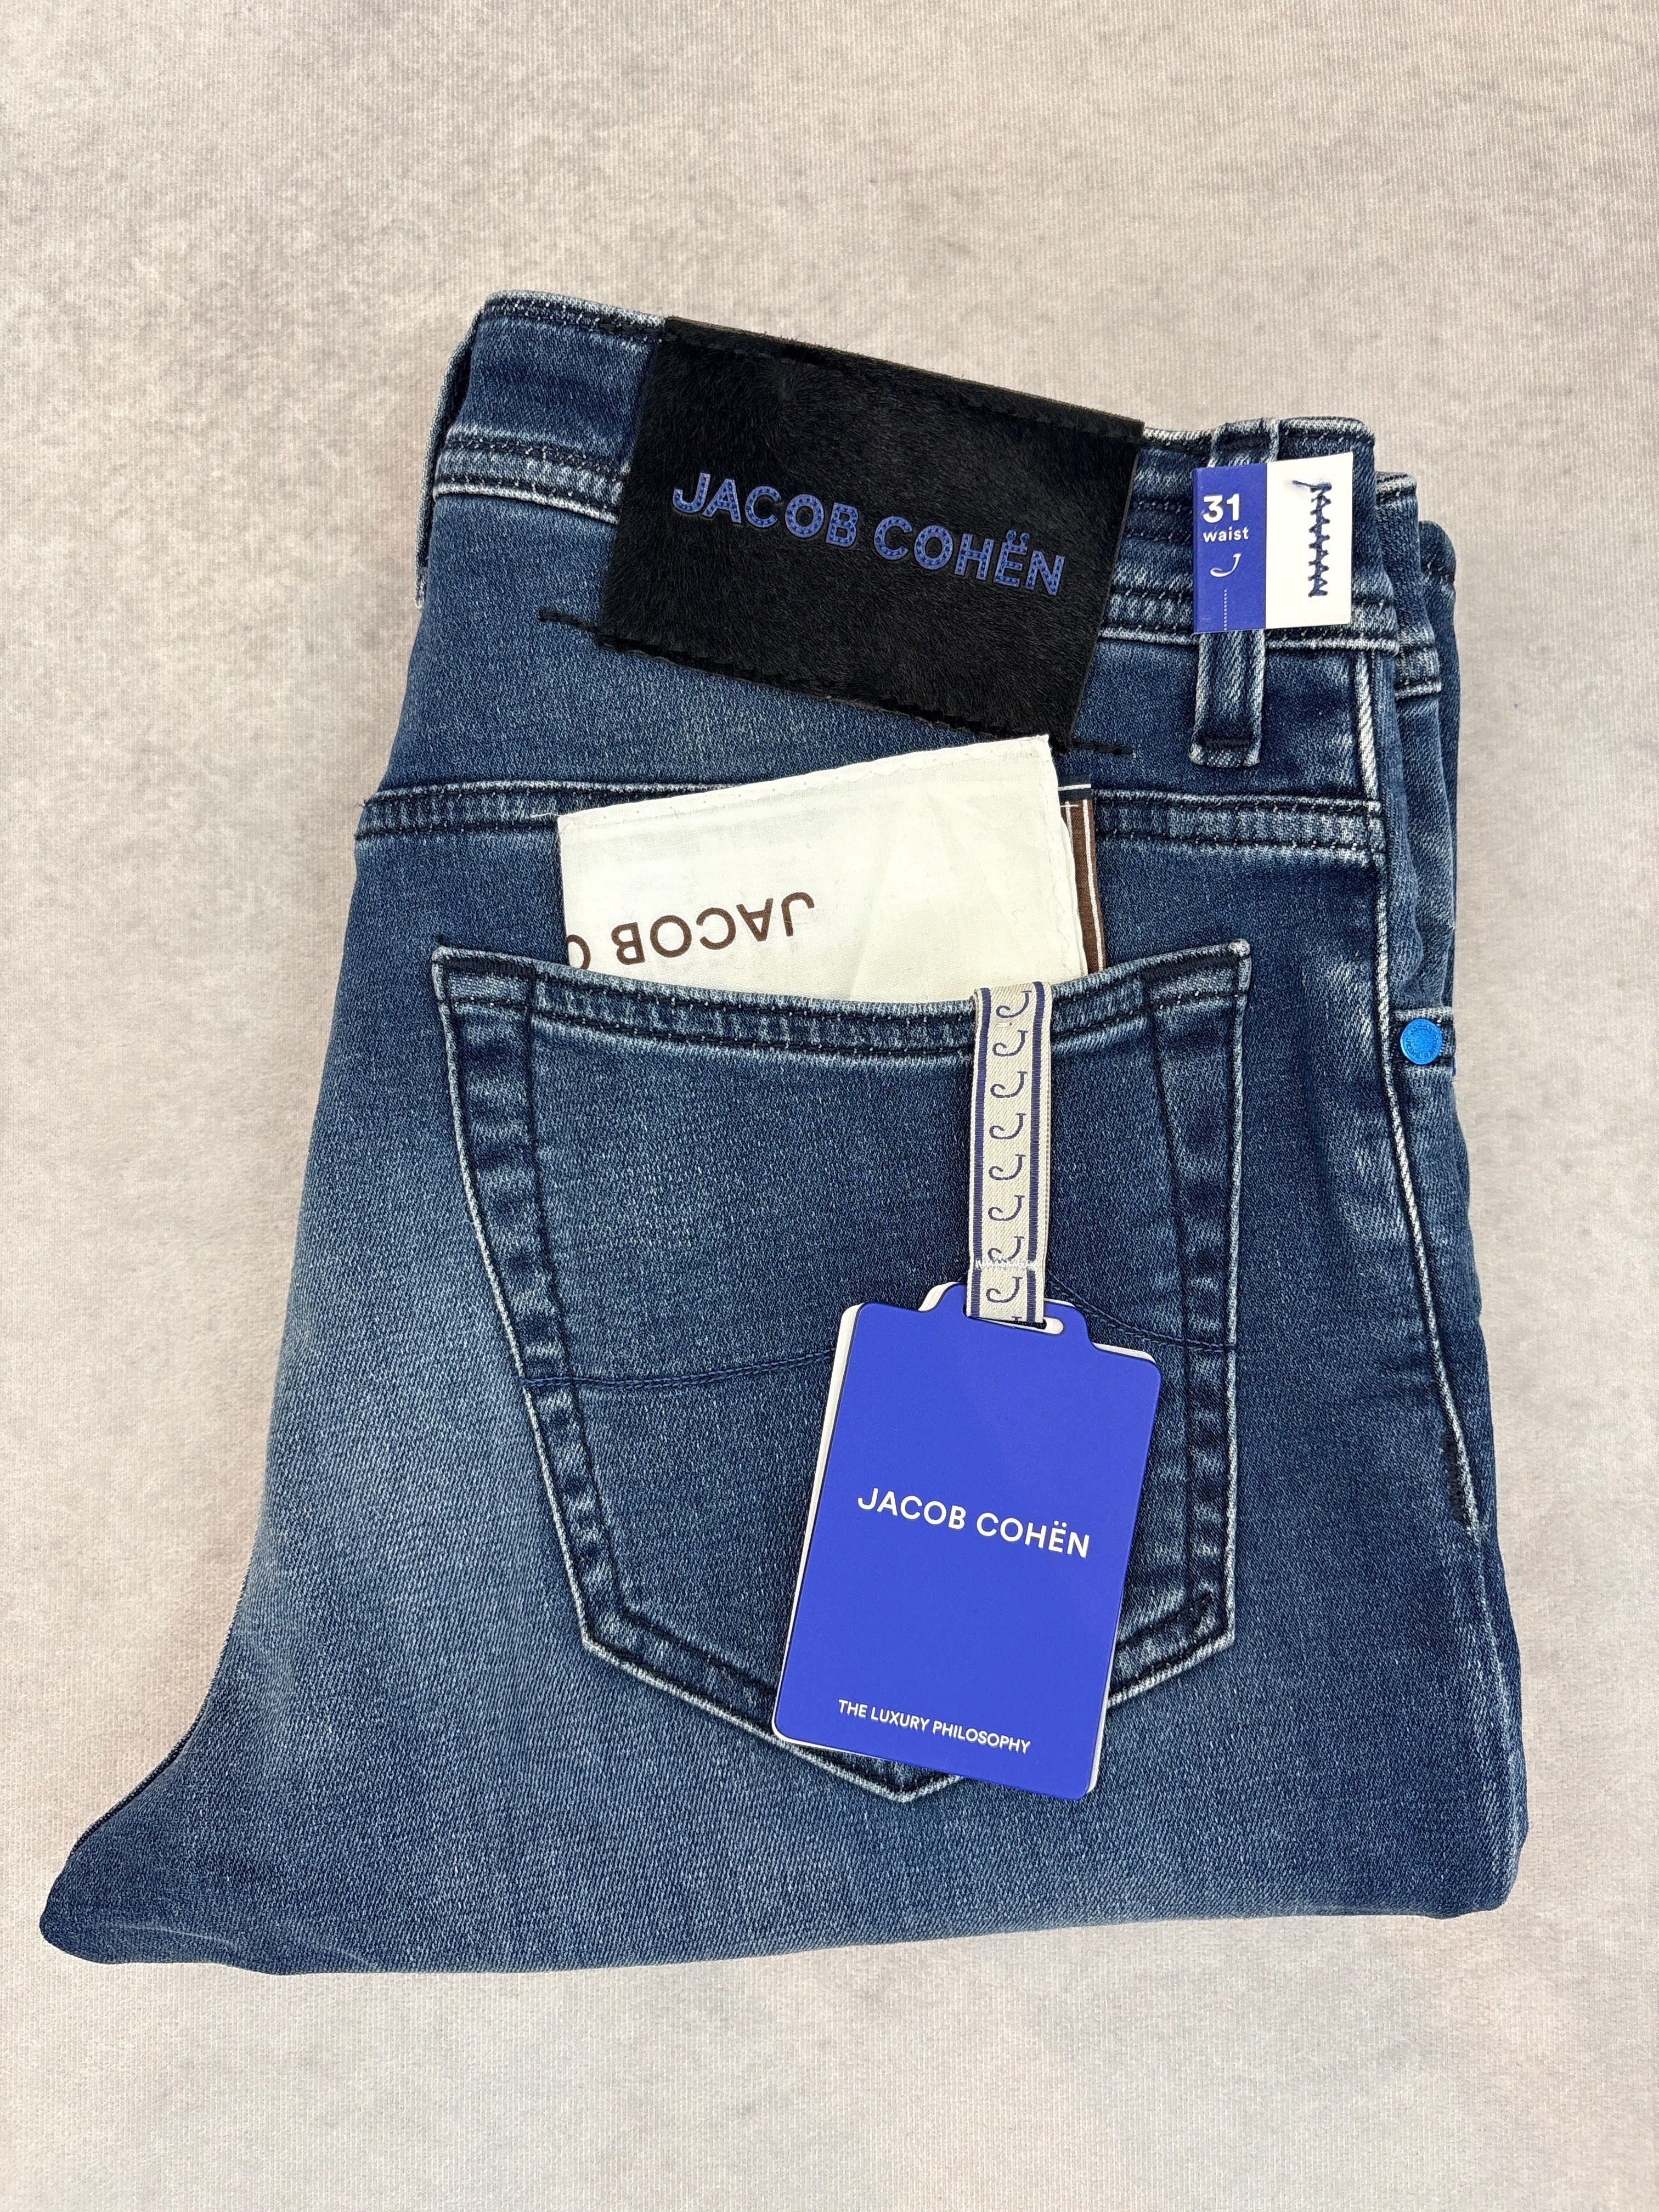 JACOB COHËN
31
waist
J
JACOB
JACOB COHËN
THE LUXURY PHILOSOPHY